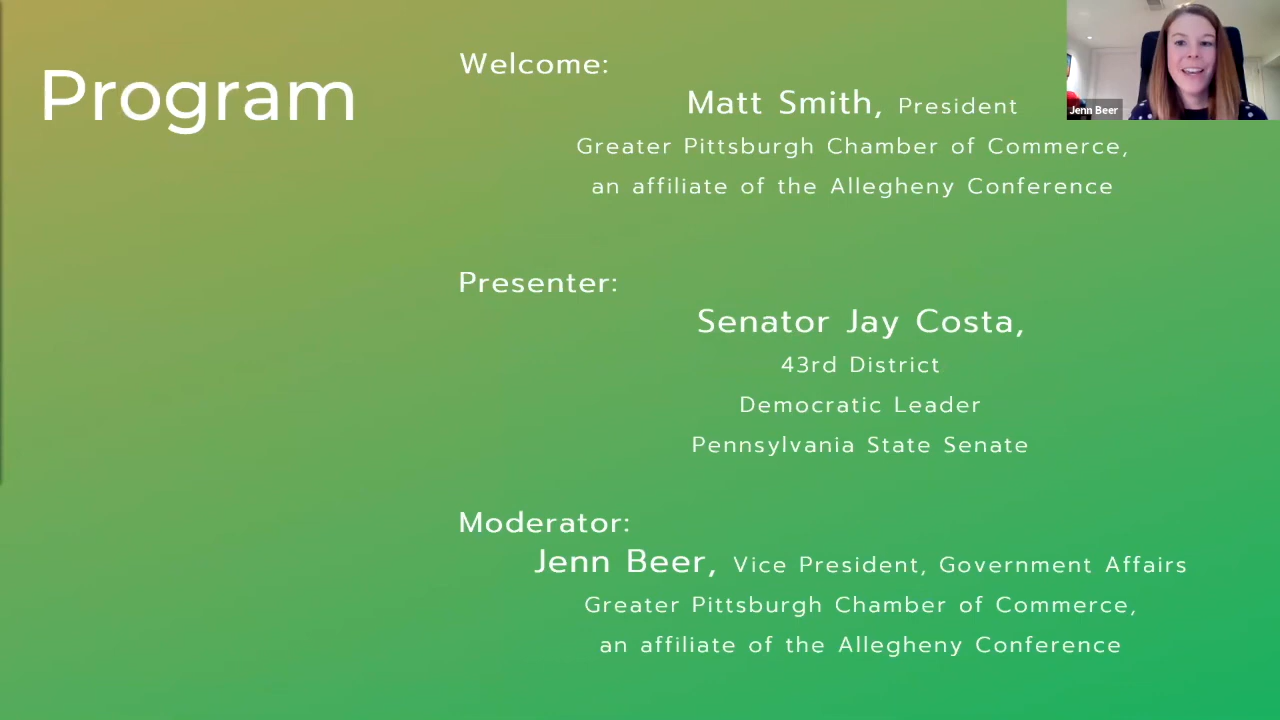 Program
Welcome:
Matt Smith, President
Greater Pittsburgh Chamber of Commerce,
an affiliate of the Allegheny Conference
Jenn Beer
Presenter:
Senator Jay Costa,
43rd District
Democratic Leader
Pennsylvania State Senate
Moderator:
Jenn Beer, Vice President, Government Affairs
Greater Pittsburgh Chamber of Commerce,
an affiliate of the Allegheny Conference